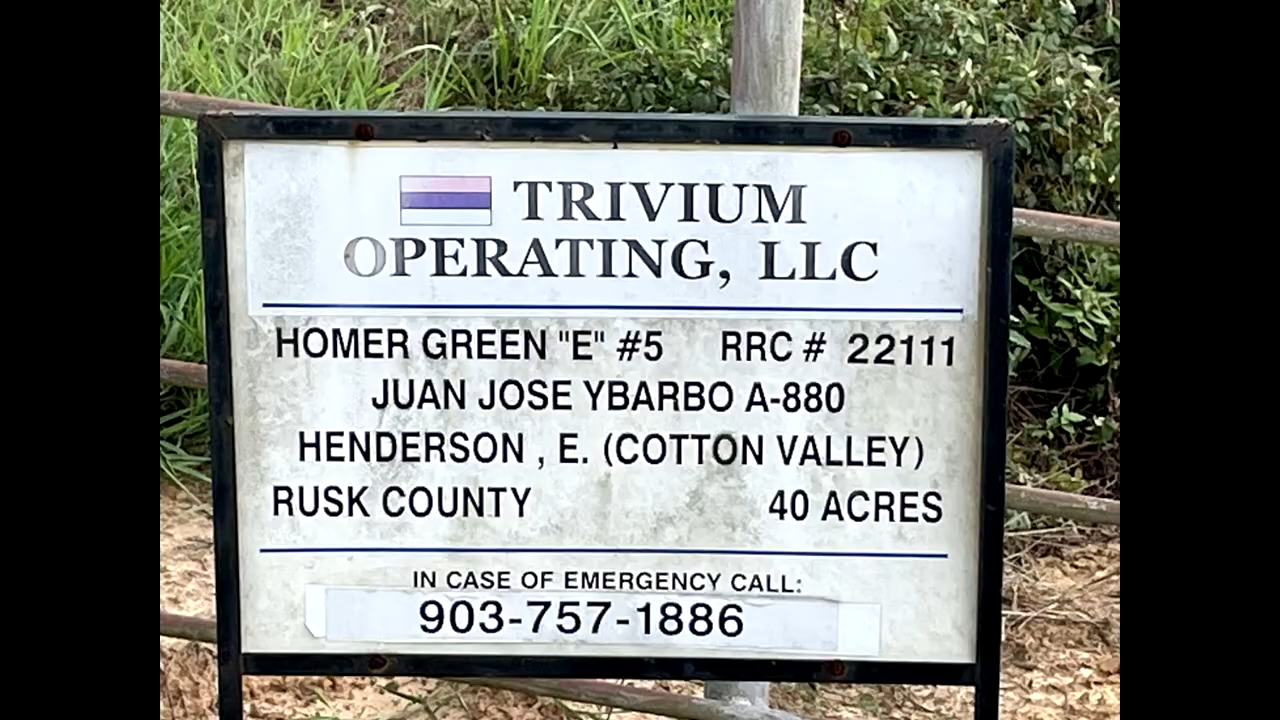 TRIVIUM
OPERATING, LLC
HOMER GREEN "E" #5 RRC # 22111
JUAN JOSE YBARBO A-880
HENDERSON , E. (COTTON VALLEY)
RUSK COUNTY 40 ACRES
IN CASE OF EMERGENCY CALL:
903-757-1886